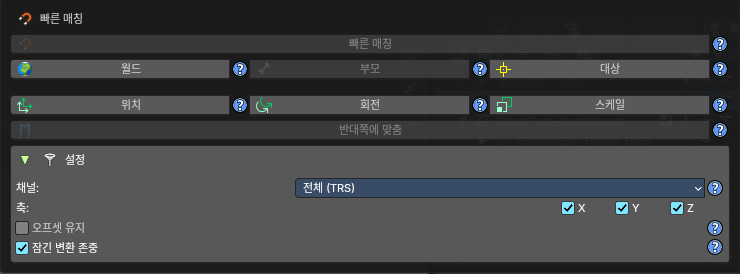 빠른 매칭
빠른 매칭 ?
월드 ? 부모 ? 대상 ?
위치 ? 회전 ? 스케일 ?
반대쪽에 맞춤 ?
설정
채널: 전체 (TRS) ?
축: X Y Z
오프셋 유지 ?
잠긴 변환 존중 ?